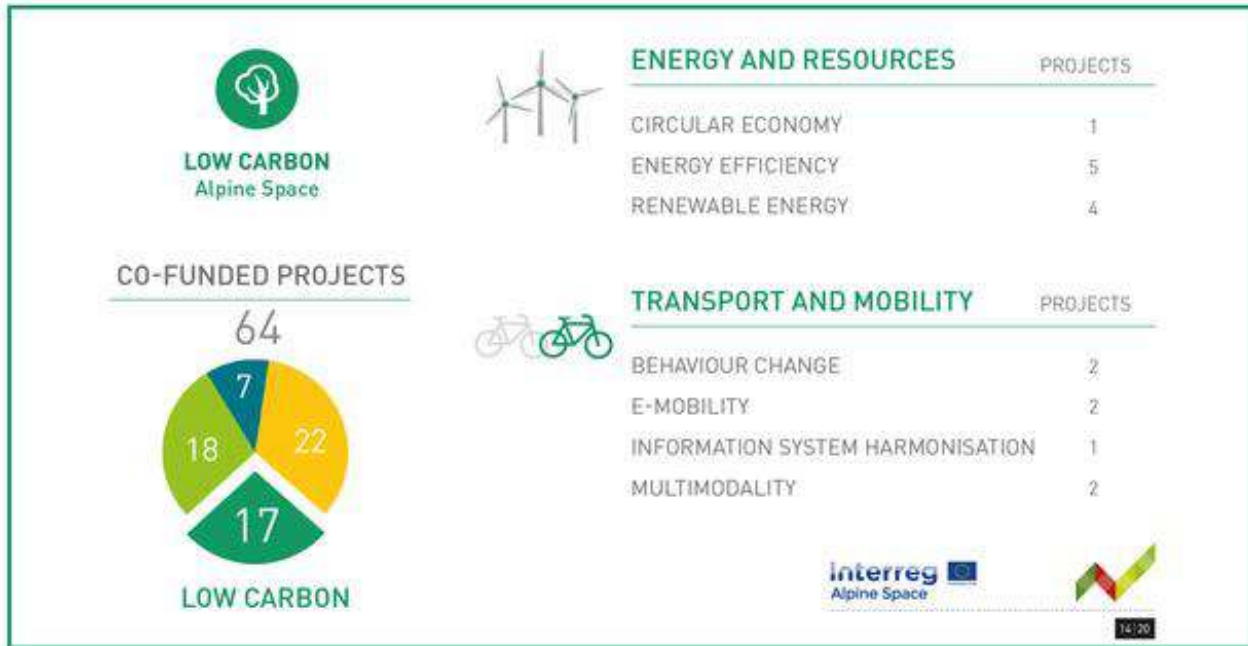 LOW CARBON
Alpine Space
CO-FUNDED PROJECTS
64
7
18
22
17
LOW CARBON
ENERGY AND RESOURCES PROJECTS
CIRCULAR ECONOMY 1
ENERGY EFFICIENCY 5
RENEWABLE ENERGY 4
TRANSPORT AND MOBILITY PROJECTS
BEHAVIOUR CHANGE 2
E-MOBILITY 2
INFORMATION SYSTEM HARMONISATION 1
MULTIMODALITY 2
Interreg
Alpine Space
14|20